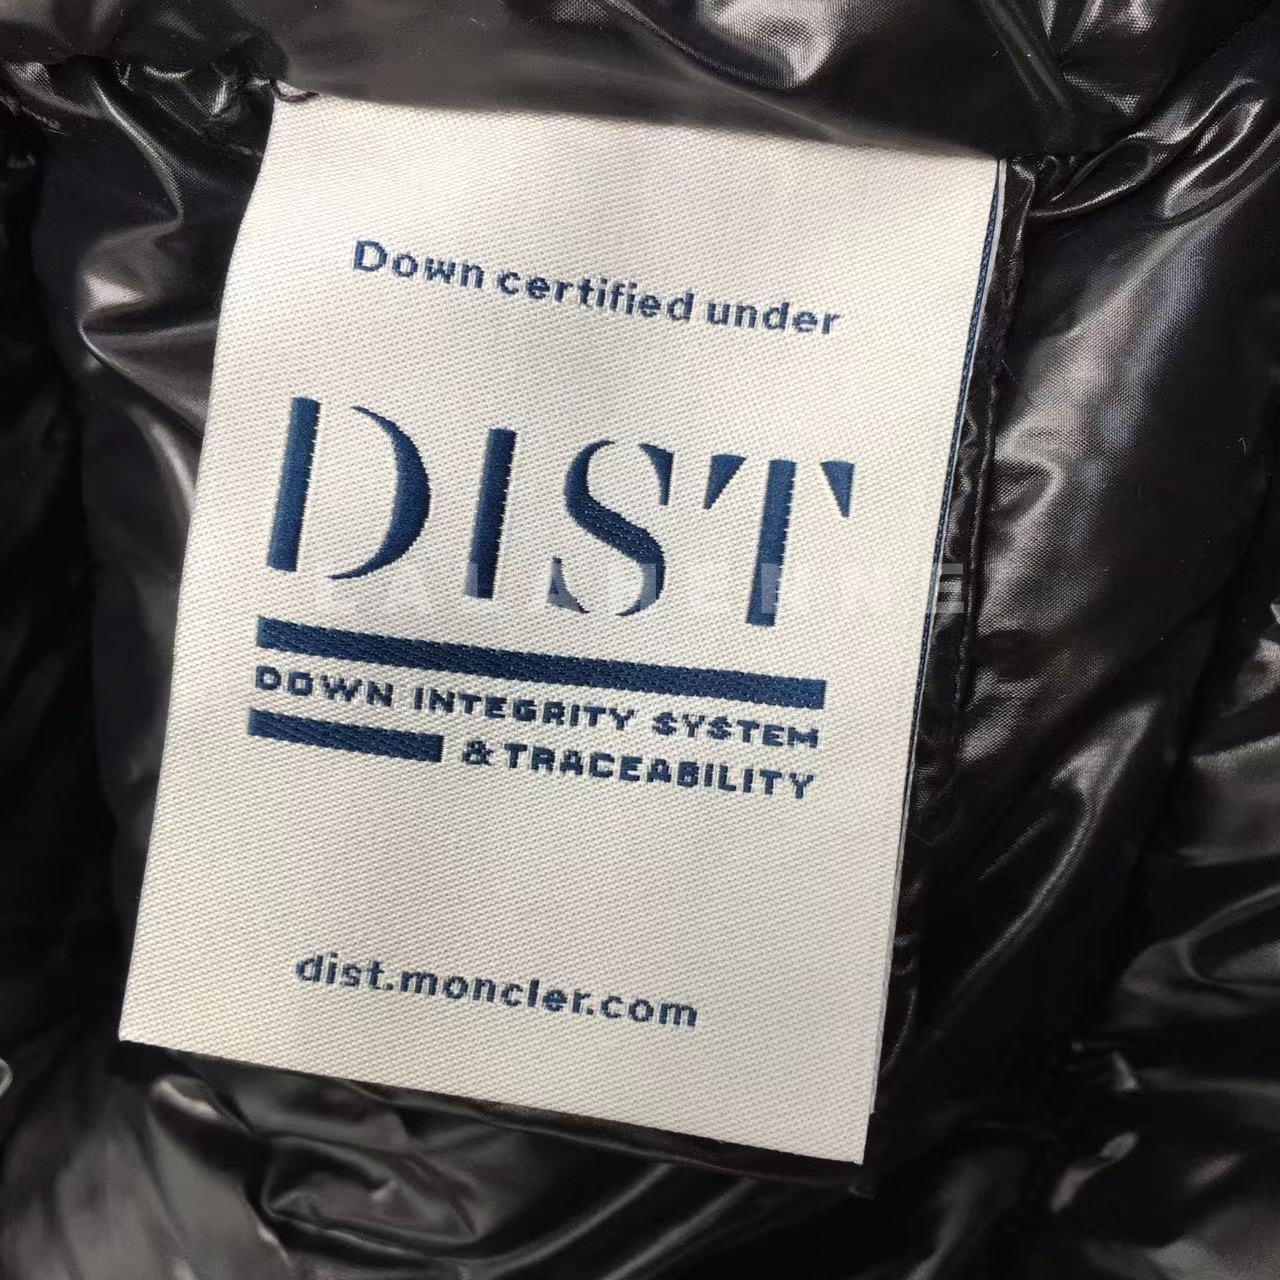 Down certified under
DIST
DOWN INTEGRITY SYSTEM
& TRACEABILITY
dist.moncler.com